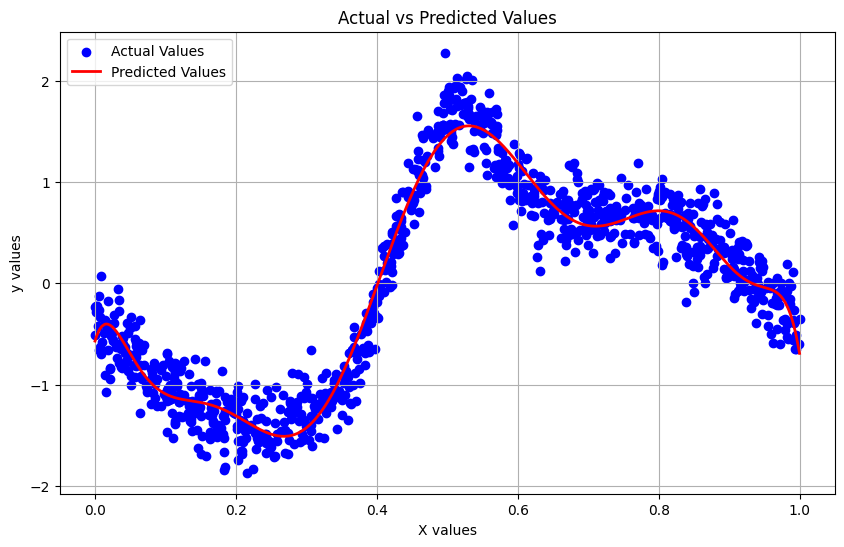 Actual vs Predicted Values
Actual Values
Predicted Values
y values
2
1
0
−1
−2
0.0 0.2 0.4 0.6 0.8 1.0
X values